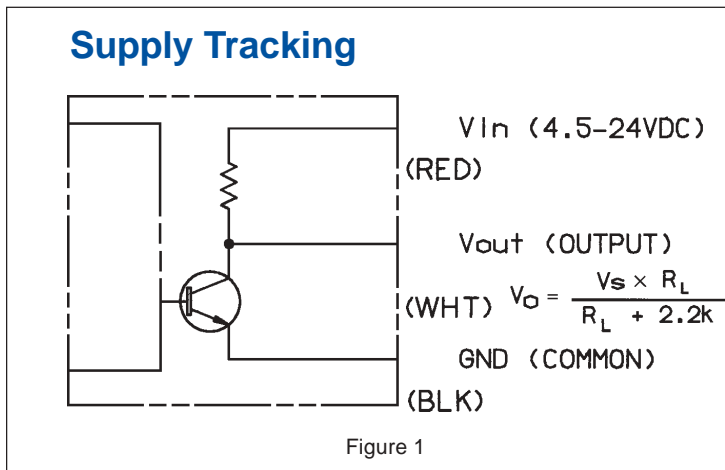 Supply Tracking
Vin (4.5-24VDC)
(RED)
Vout (OUTPUT)
(WHT) Vo = Vs × RL
RL + 2.2k
GND (COMMON)
(BLK)
Figure 1